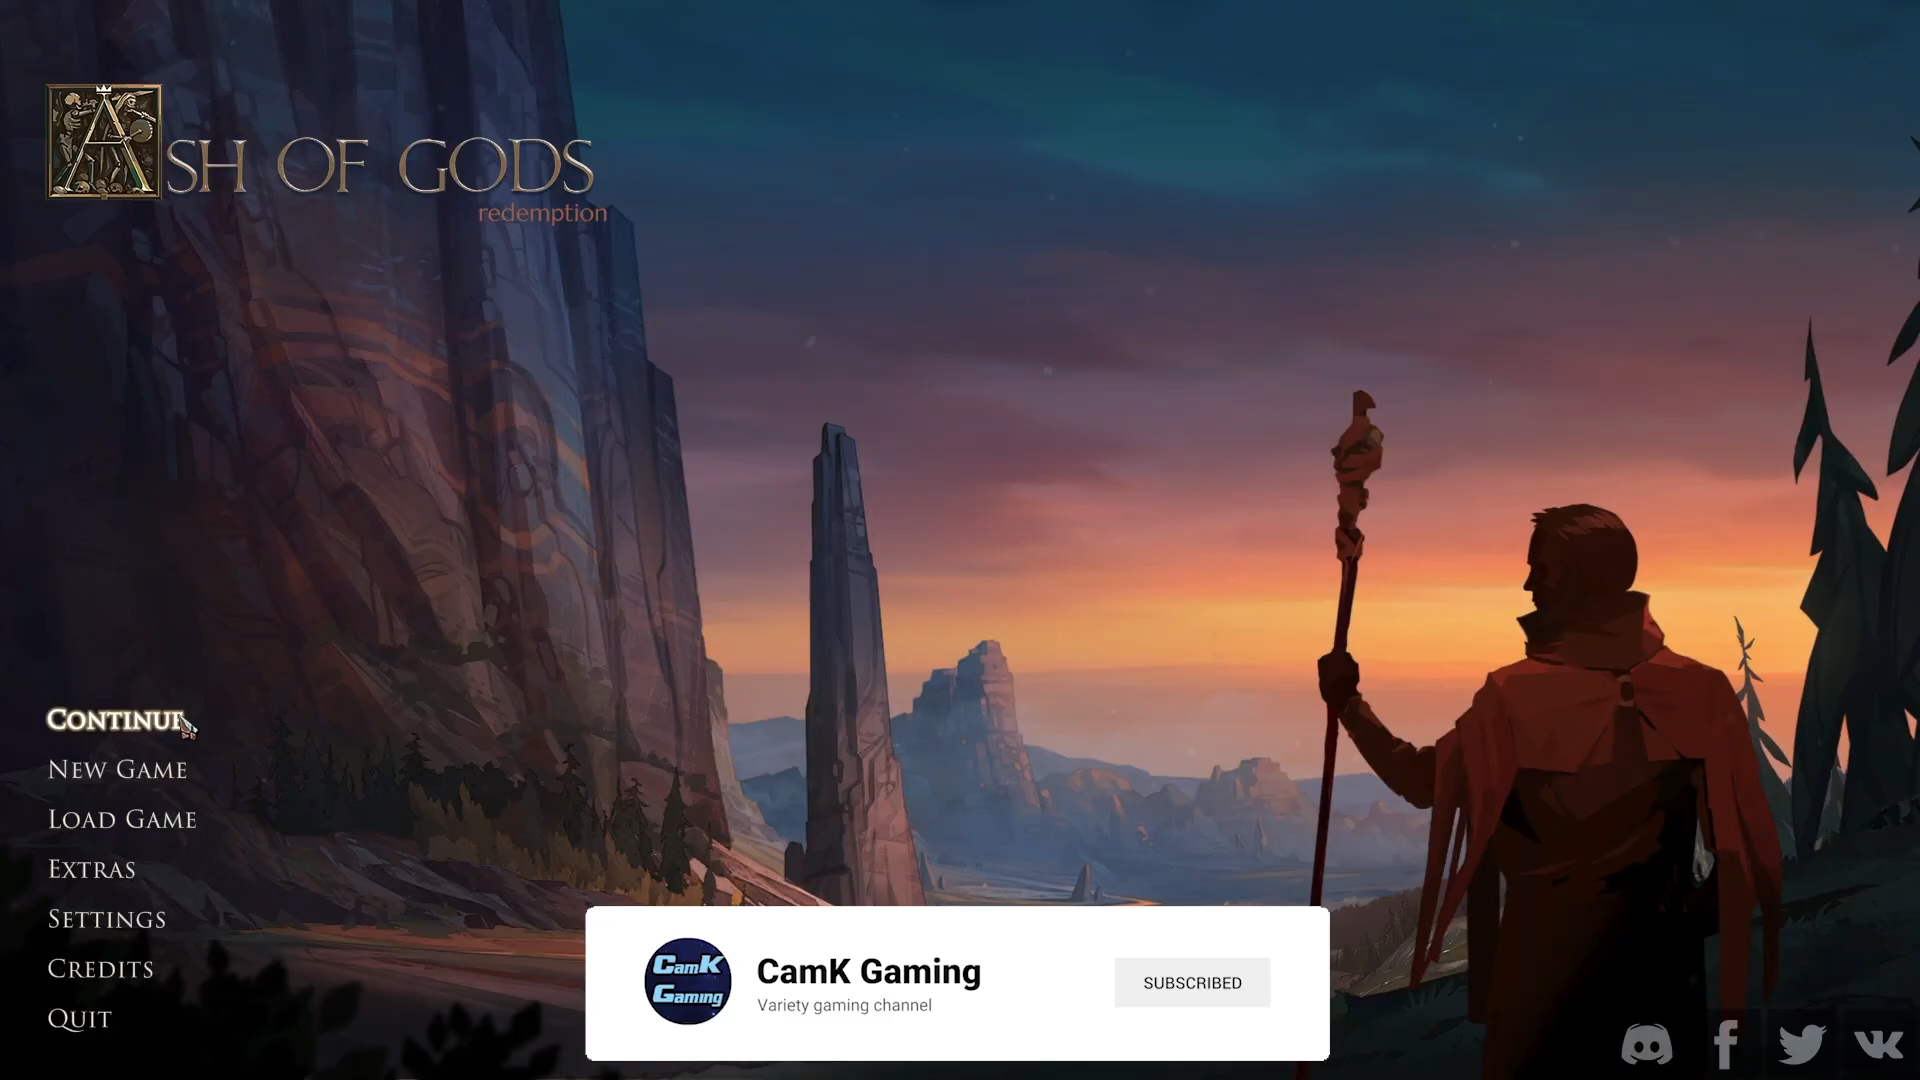 ASH OF GODS
redemption
CONTINUE
NEW GAME
LOAD GAME
EXTRAS
SETTINGS
CREDITS
QUIT
CamK
Gaming
CamK Gaming
Variety gaming channel
SUBSCRIBED